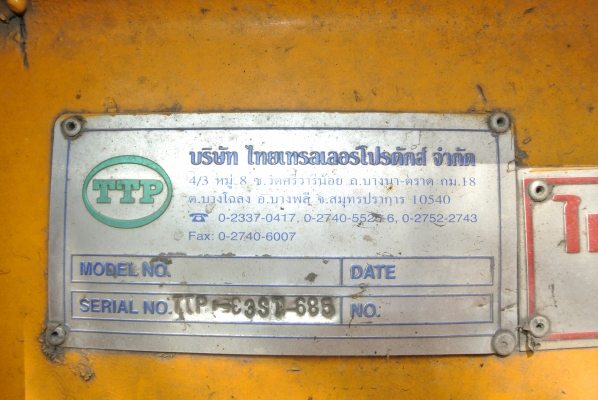 TTP
บริษัท ไทยเทรลเลอร์โปรดักส์ จำกัด
4/3 หมู่ 8 ซ.วัดศรีวารีน้อย ถ.บางนา-ตราด กม.18
ต.บางโฉลง อ.บางพลี จ.สมุทรปราการ 10540
☎ 0-2337-0417, 0-2740-5525-6, 0-2752-2743
Fax: 0-2740-6007
MODEL NO. DATE
SERIAL NO. TTP-C3ST-685 NO.